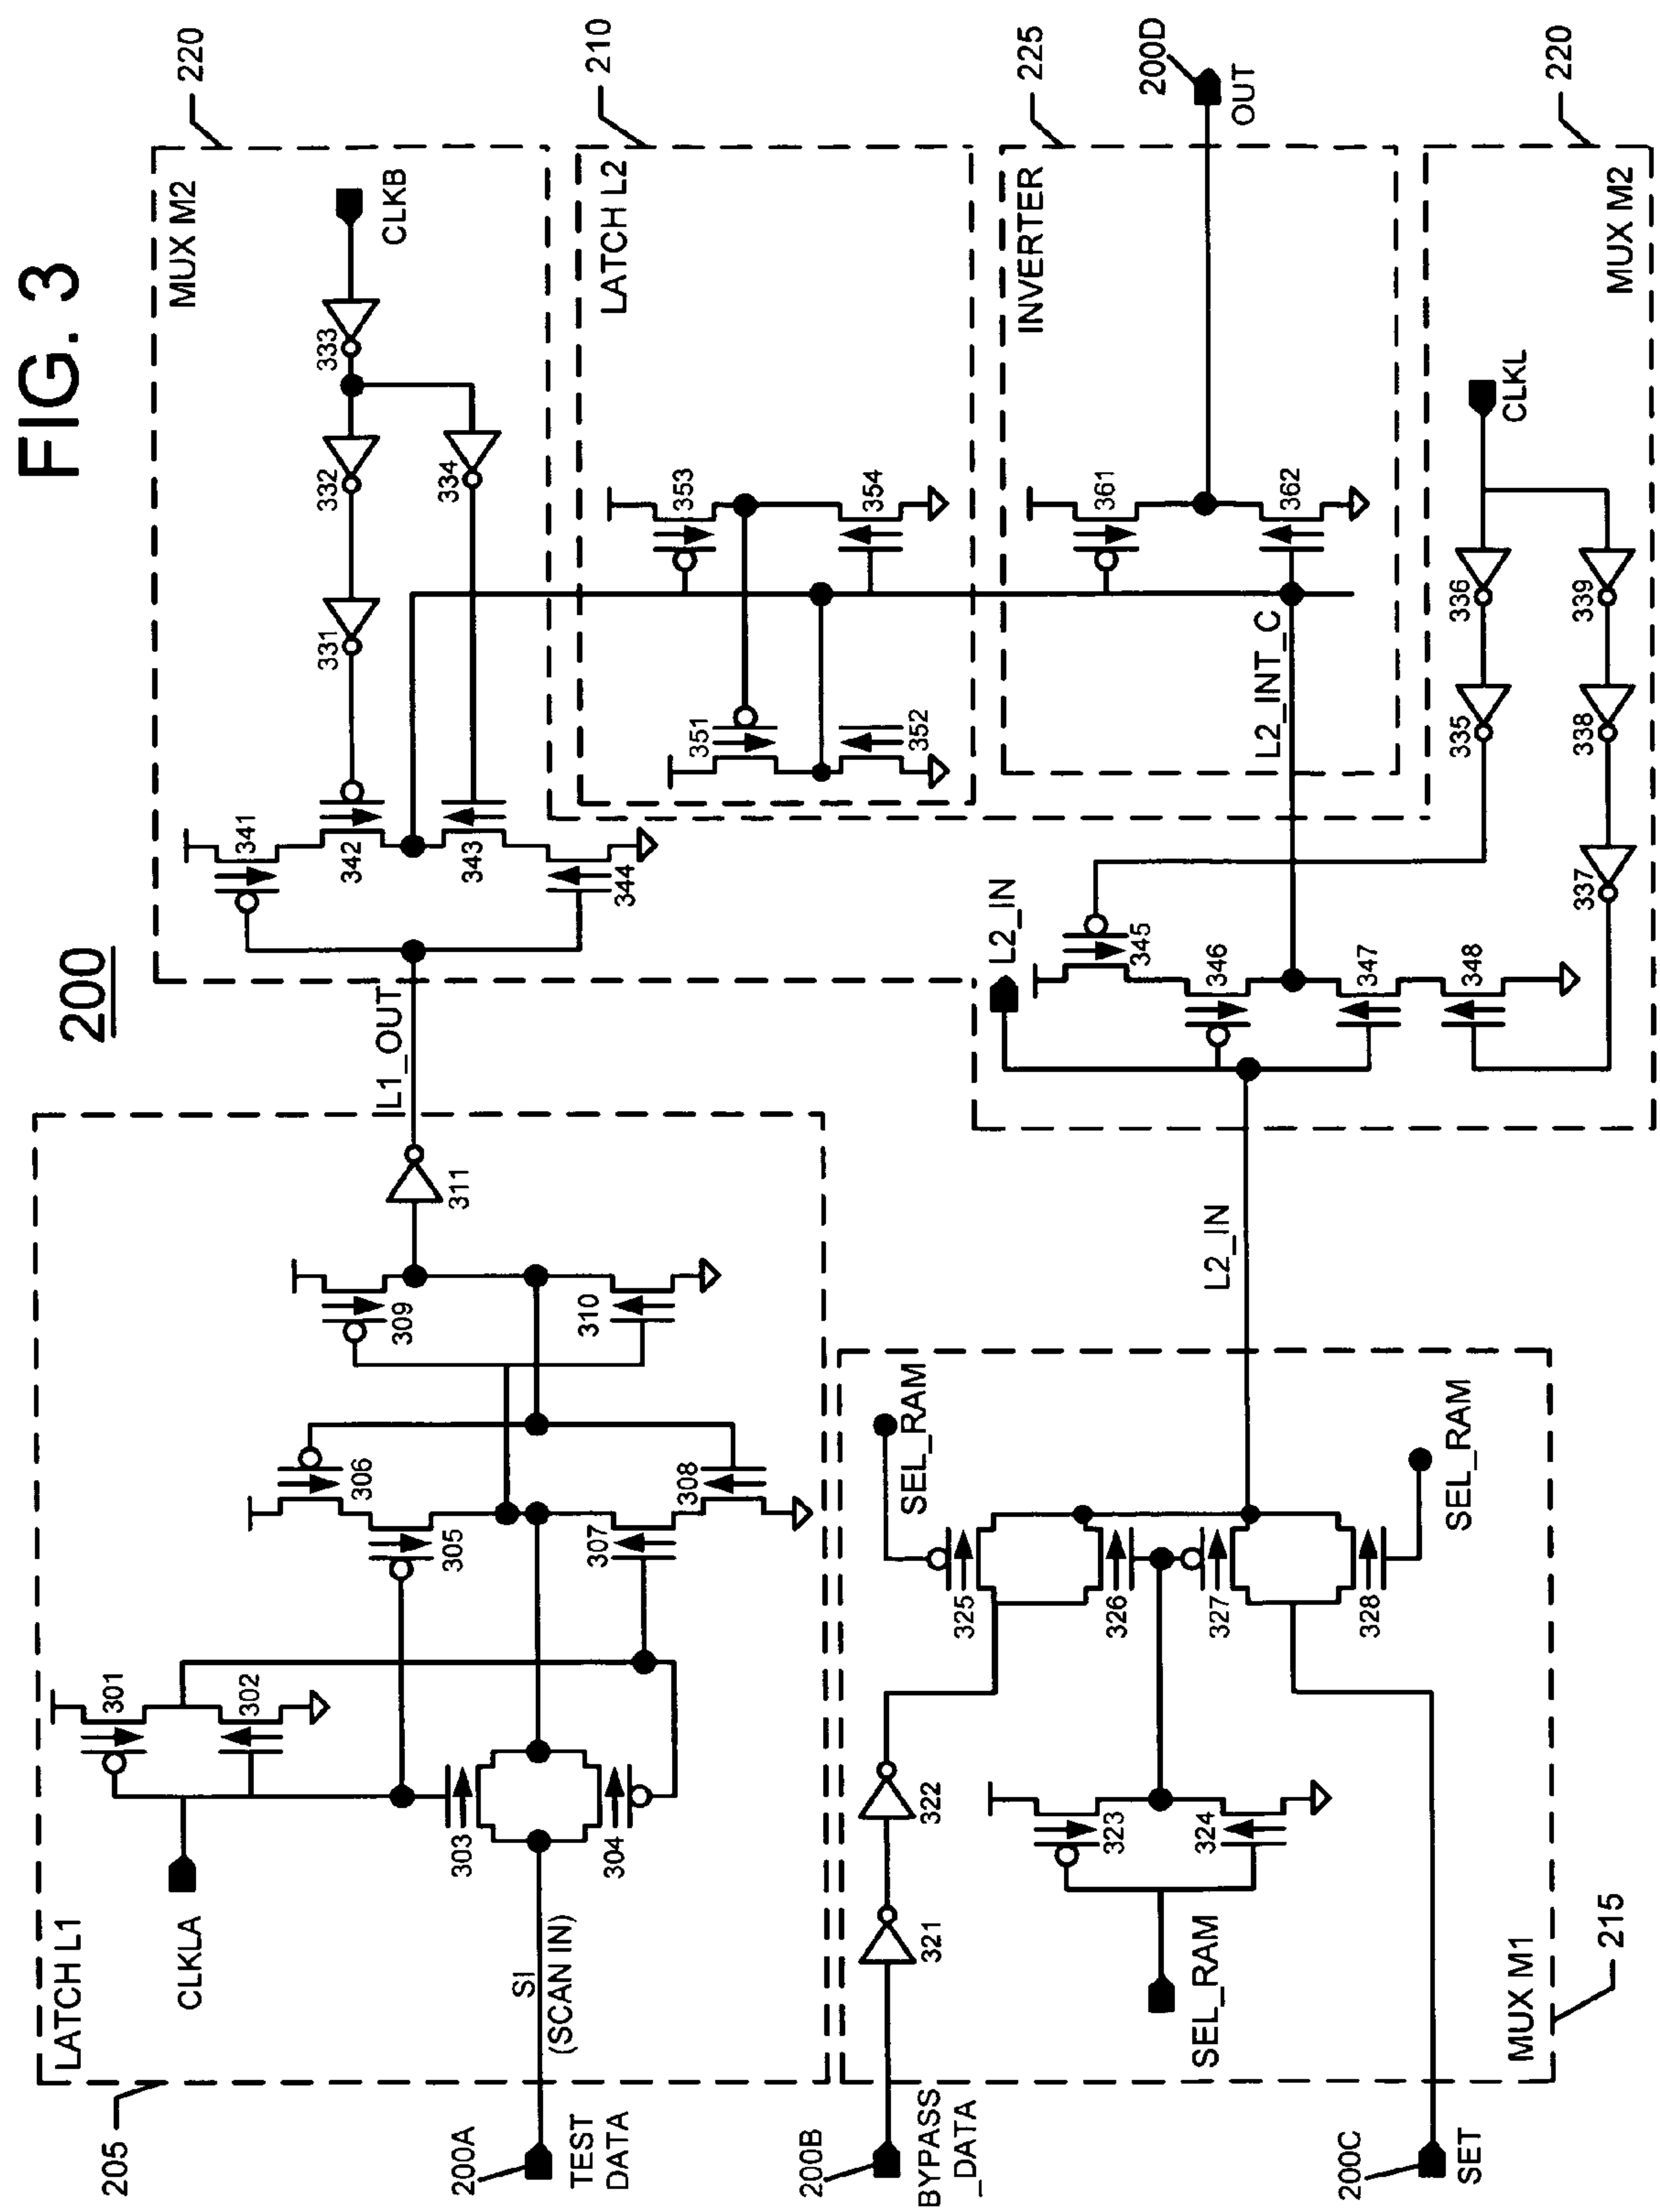 FIG. 3
200
205
LATCH L1
CLKLA
301
302
303
304
305
306
307
308
309
310
311
L1_OUT
200A
TEST
DATA
SI
(SCAN IN)
220
MUX M2
CLKB
333
332
331
334
341
342
343
344
210
LATCH L2
351
352
353
354
225
INVERTER
L2_INT_C
361
362
200D
OUT
200B
BYPASS
_DATA
321
322
SEL_RAM
323
324
SEL_RAM
325
326
327
328
SEL_RAM
200C
SET
MUX M1
215
L2_IN
L2_IN
345
346
347
348
CLKL
336
335
339
338
337
MUX M2
220